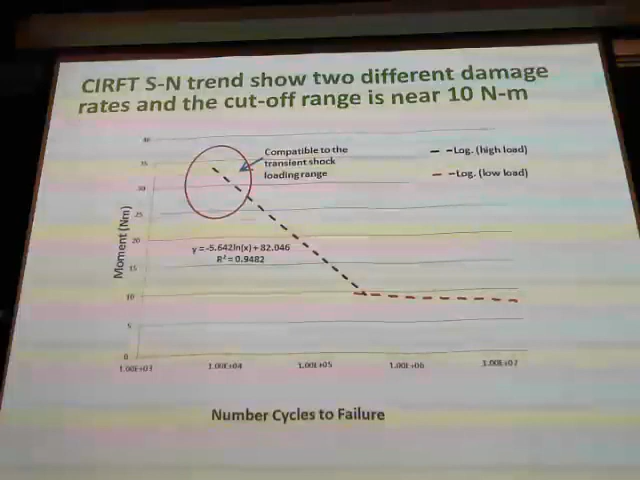 CIRFT S-N trend show two different damage
rates and the cut-off range is near 10 N-m
40
Compatible to the
transient shock
loading range
Log. (high load)
Log. (low load)
35
30
25
20
15
10
5
0
Moment (Nm)
y = -5.642ln(x) + 82.046
R² = 0.9482
1.00E+03 1.00E+04 1.00E+05 1.00E+06 1.00E+07
Number Cycles to Failure